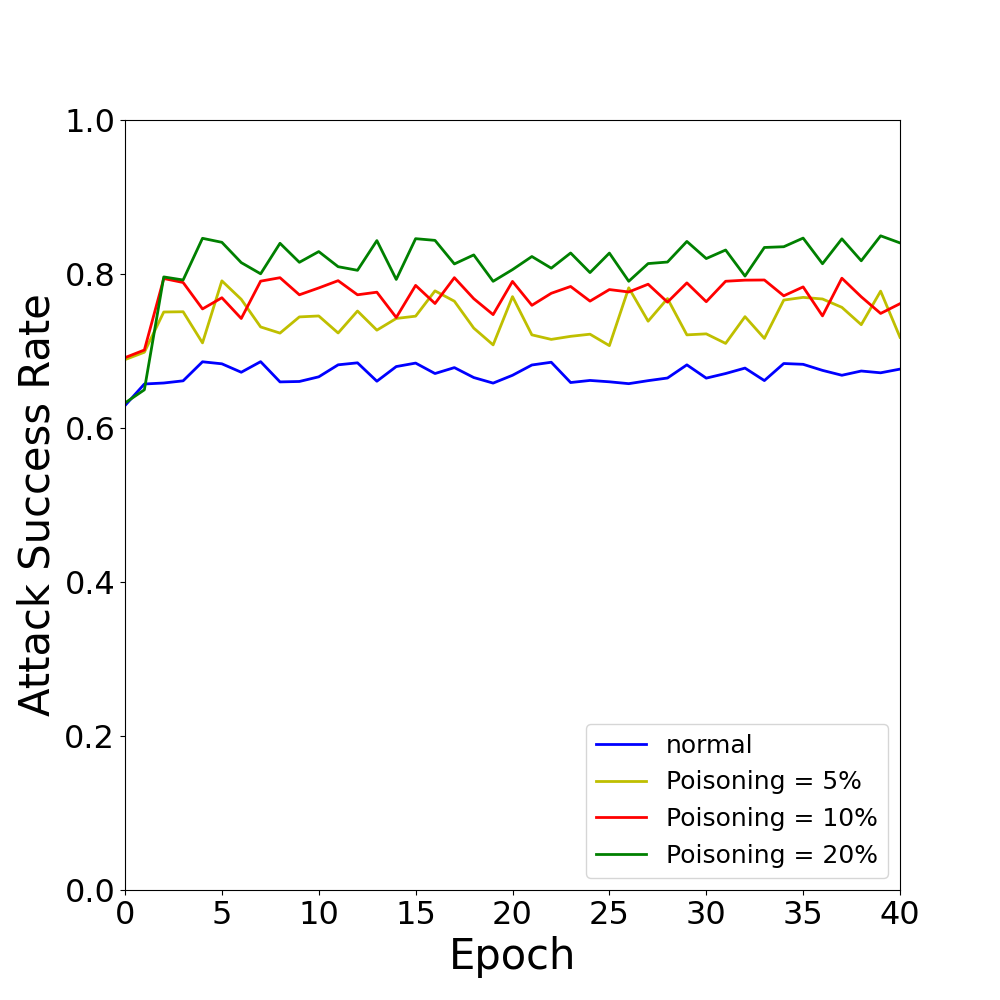 1.0
0.8
0.6
0.4
0.2
0.0
Attack Success Rate
normal
Poisoning = 5%
Poisoning = 10%
Poisoning = 20%
0 5 10 15 20 25 30 35 40
Epoch